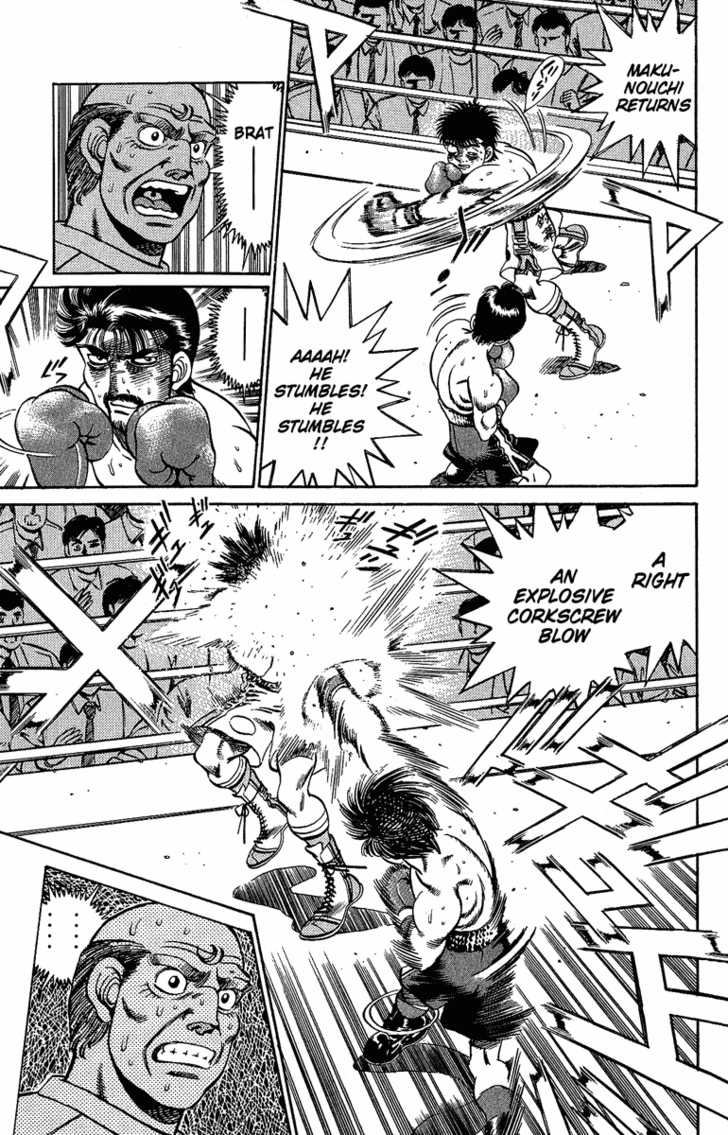 MAKU-
NOUCHI
RETURNS
AAAAH!
HE
STUMBLES!
HE
STUMBLES
!!
BRAT
A
RIGHT
AN
EXPLOSIVE
CORKSCREW
BLOW